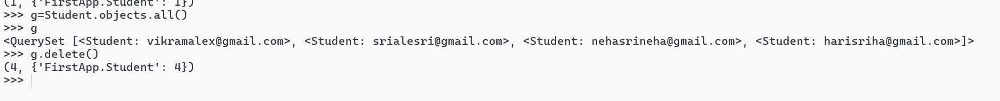 (1, {'FirstApp.Student': 1})
>>> g=Student.objects.all()
>>> g
<QuerySet [<Student: vikramalex@gmail.com>, <Student: srialesri@gmail.com>, <Student: nehasrineha@gmail.com>, <Student: harisriha@gmail.com>]>
>>> g.delete()
(4, {'FirstApp.Student': 4})
>>>